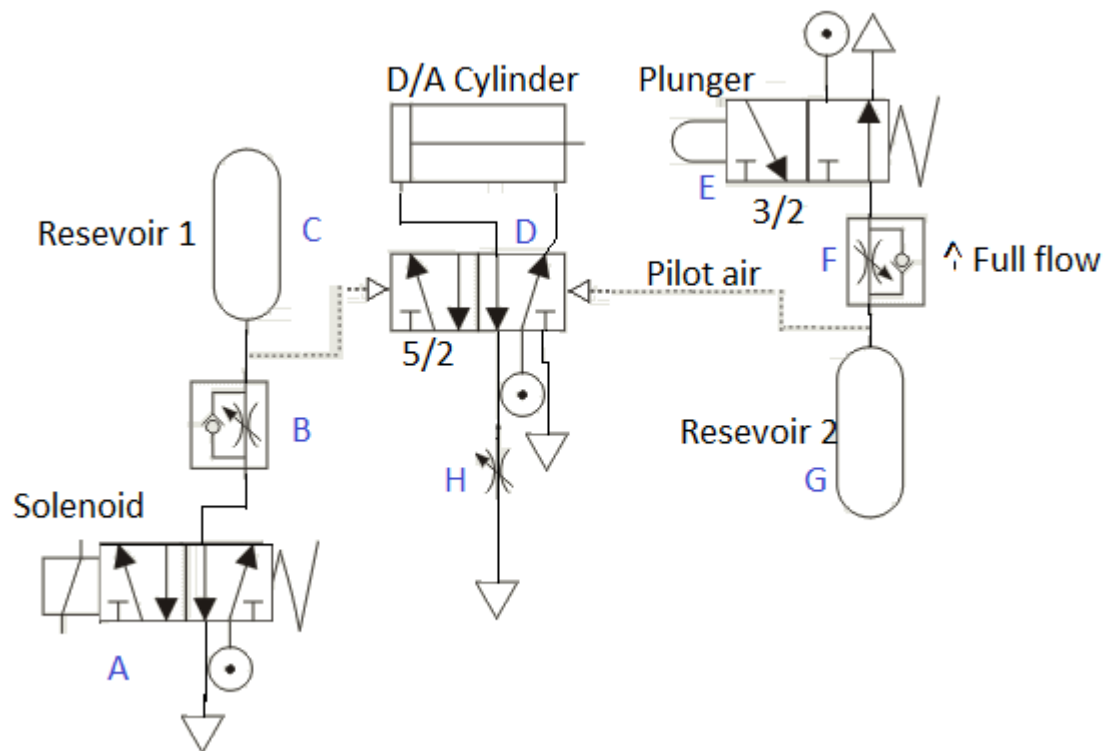 D/A Cylinder
Plunger
E
3/2
Resevoir 1
C
D
F
Full flow
Pilot air
5/2
B
H
Resevoir 2
G
Solenoid
A